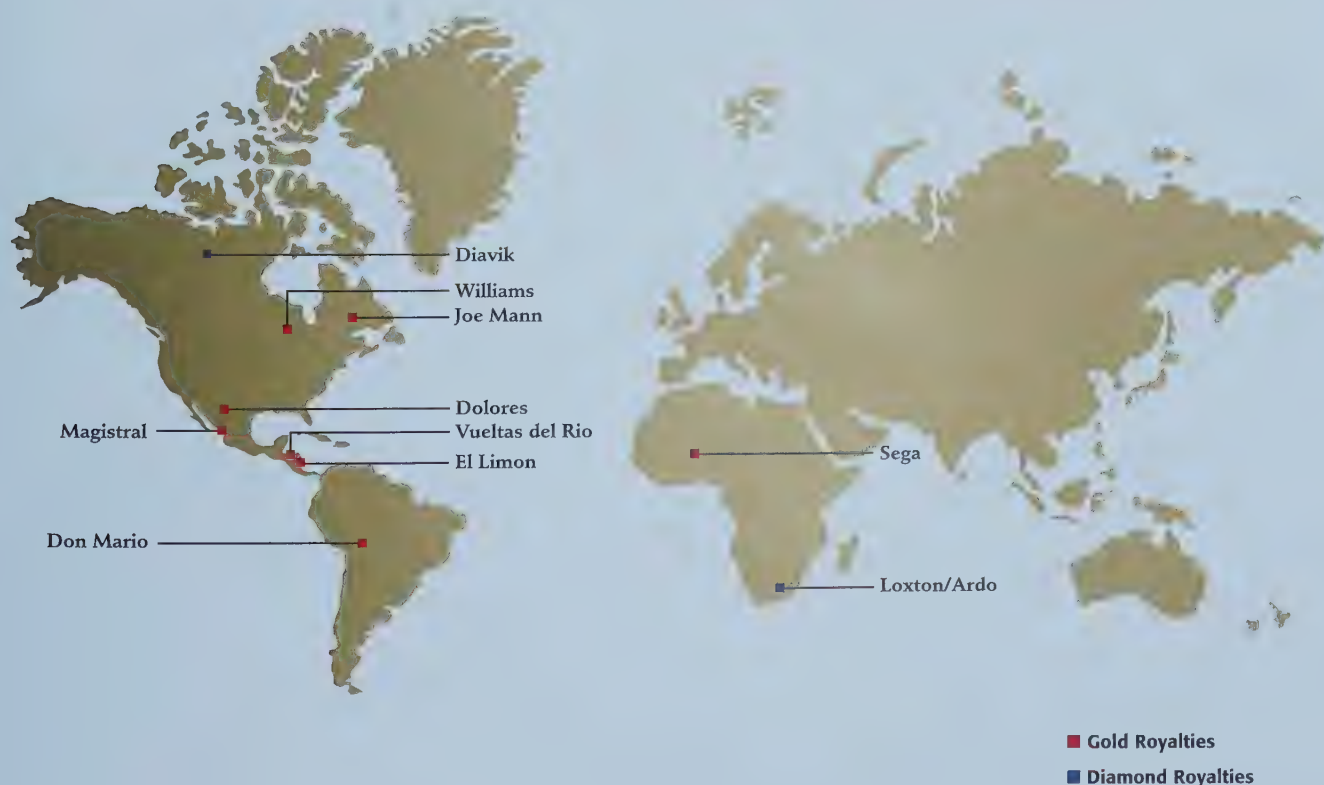 Diavik
Williams
Joe Mann
Dolores
Magistral
Vueltas del Rio
El Limon
Sega
Don Mario
Loxton/Ardo
Gold Royalties
Diamond Royalties